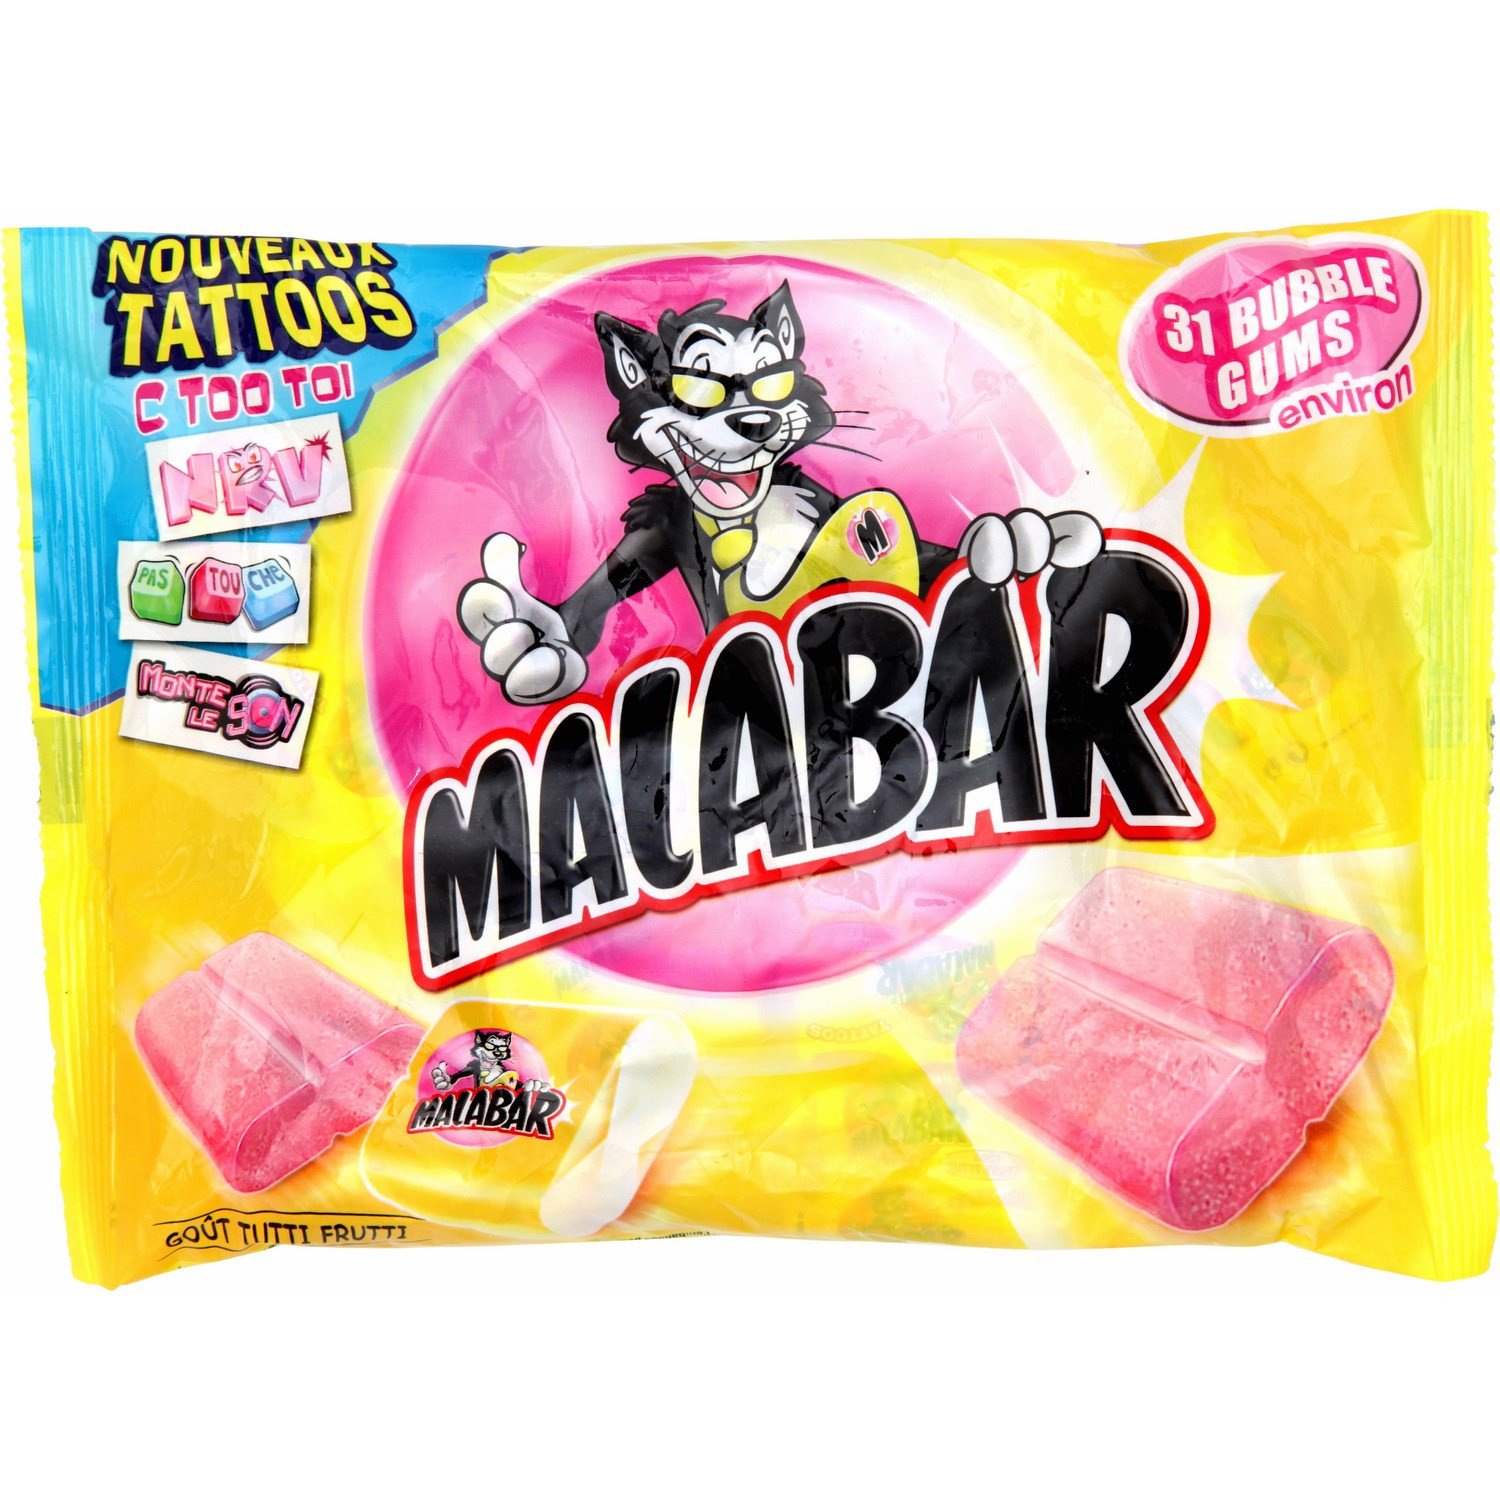 NOUVEAUX
TATTOOS
C TOO TOI
NRV
PAS TOU CHE
MONTE
LE SON
31 BUBBLE
GUMS
environ
M
MALABAR
MALABAR
GOÛT TUTTI FRUTTI